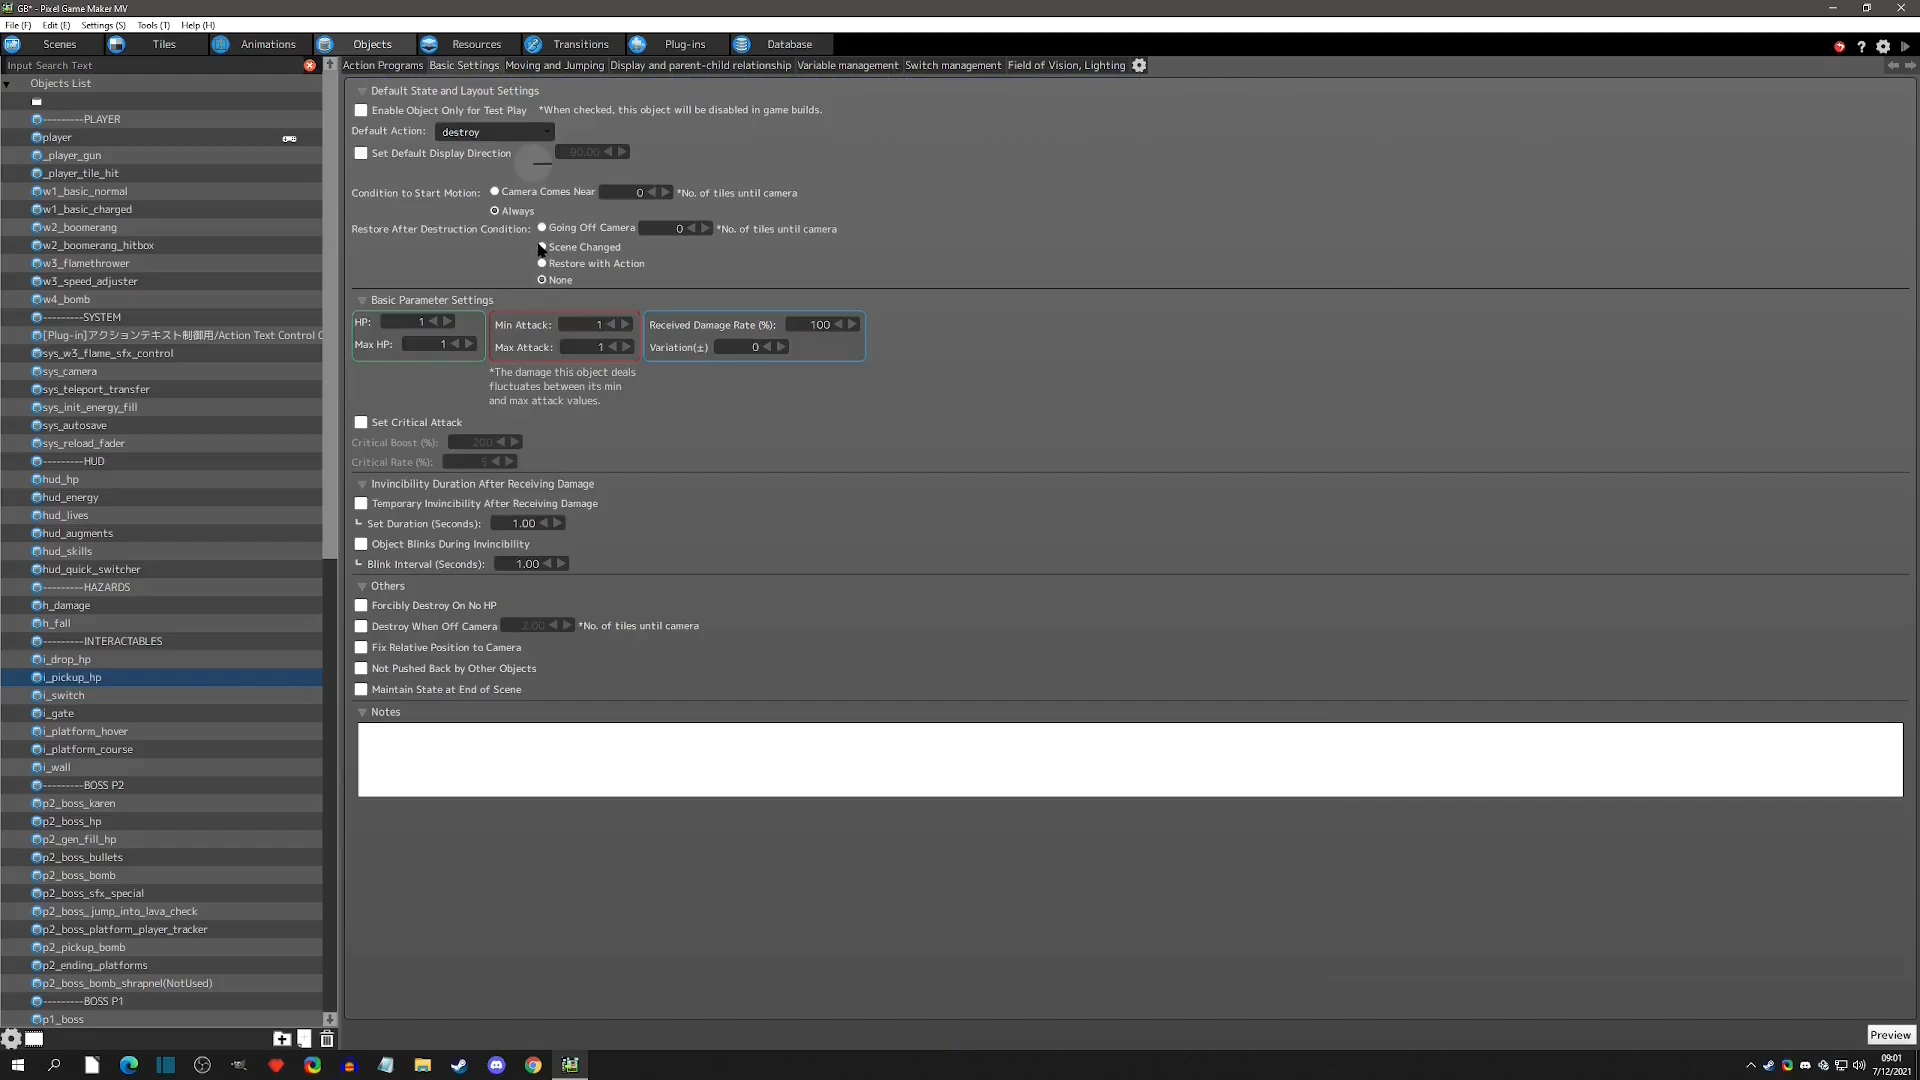 GB* - Pixel Game Maker MV
File (F) Edit (E) Settings (S) Tools (T) Help (H)
Scenes Tiles Animations Objects Resources Transitions Plug-ins Database
Input Search Text
Action Programs Basic Settings Moving and Jumping Display and parent-child relationship Variable management Switch management Field of Vision, Lighting
Objects List
---------PLAYER
player
_player_gun
_player_tile_hit
w1_basic_normal
w1_basic_charged
w2_boomerang
w2_boomerang_hitbox
w3_flamethrower
w3_speed_adjuster
w4_bomb
---------SYSTEM
[Plug-in]アクションテキスト制御用/Action Text Control O
sys_w3_flame_sfx_control
sys_camera
sys_teleport_transfer
sys_init_energy_fill
sys_autosave
sys_reload_fader
---------HUD
hud_hp
hud_energy
hud_lives
hud_augments
hud_skills
hud_quick_switcher
---------HAZARDS
h_damage
h_fall
---------INTERACTABLES
i_drop_hp
i_pickup_hp
i_switch
i_gate
i_platform_hover
i_platform_course
i_wall
---------BOSS P2
p2_boss_karen
p2_boss_hp
p2_gen_fill_hp
p2_boss_bullets
p2_boss_bomb
p2_boss_sfx_special
p2_boss_jump_into_lava_check
p2_boss_platform_player_tracker
p2_pickup_bomb
p2_ending_platforms
p2_boss_bomb_shrapnel(NotUsed)
---------BOSS P1
p1_boss
Default State and Layout Settings
Enable Object Only for Test Play *When checked, this object will be disabled in game builds.
Default Action: destroy
Set Default Display Direction 90.00
Condition to Start Motion: Camera Comes Near 0 *No. of tiles until camera
Always
Restore After Destruction Condition: Going Off Camera 0 *No. of tiles until camera
Scene Changed
Restore with Action
None
Basic Parameter Settings
HP: 1 Min Attack: 1 Received Damage Rate (%): 100
Max HP: 1 Max Attack: 1 Variation(±) 0
*The damage this object deals
fluctuates between its min
and max attack values.
Set Critical Attack
Critical Boost (%): 200
Critical Rate (%): 5
Invincibility Duration After Receiving Damage
Temporary Invincibility After Receiving Damage
Set Duration (Seconds): 1.00
Object Blinks During Invincibility
Blink Interval (Seconds): 1.00
Others
Forcibly Destroy On No HP
Destroy When Off Camera 2.00 *No. of tiles until camera
Fix Relative Position to Camera
Not Pushed Back by Other Objects
Maintain State at End of Scene
Notes
Preview
09:01
7/12/2021